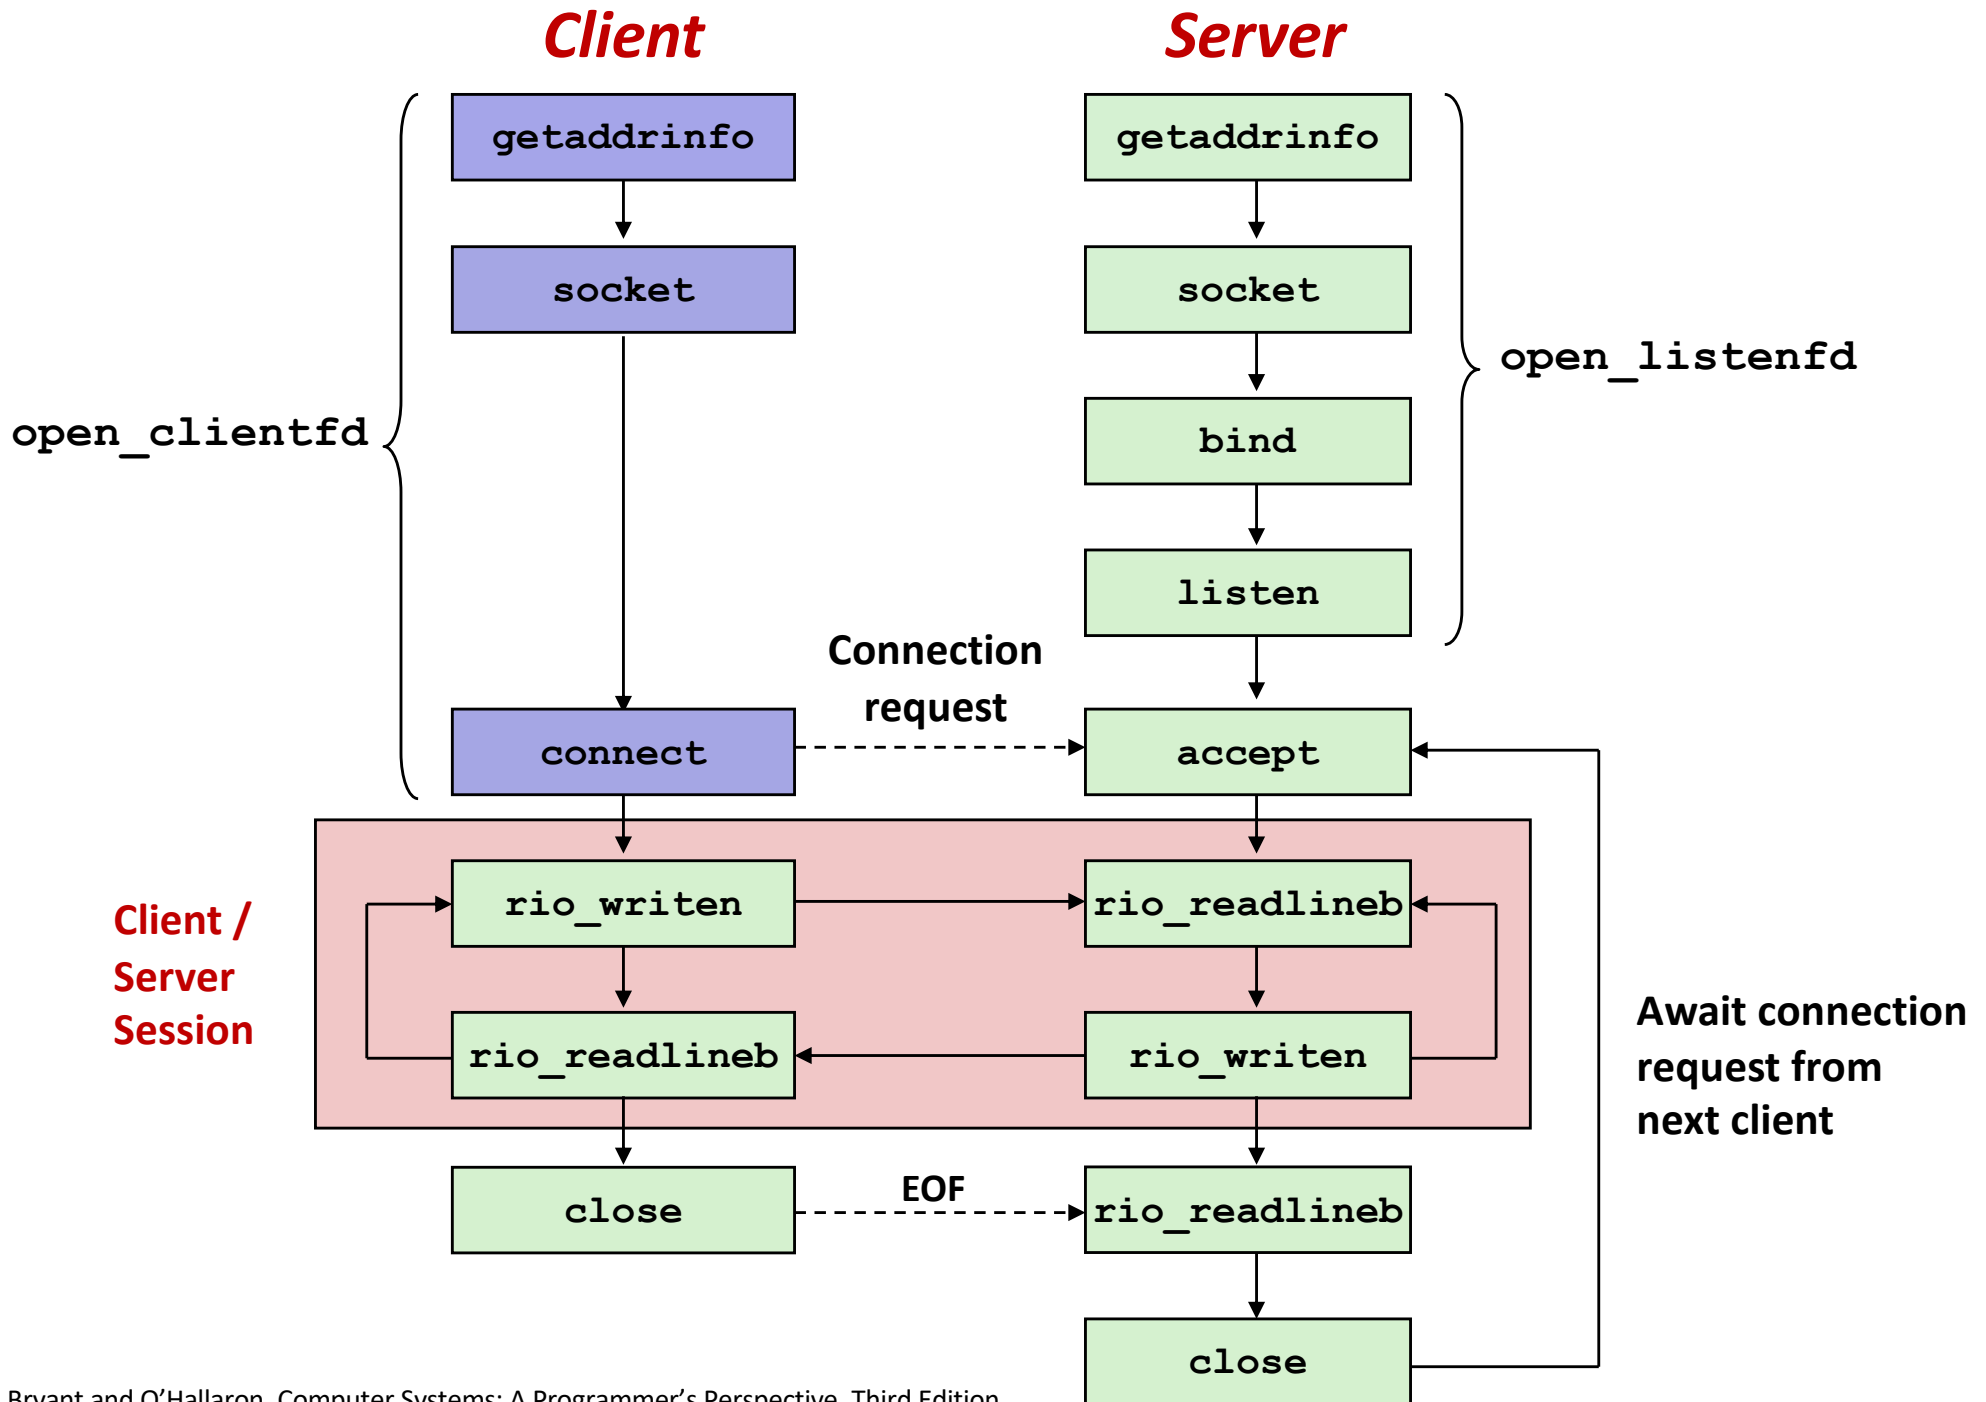 Client
Server
getaddrinfo
getaddrinfo
socket
socket
open_listenfd
open_clientfd
bind
listen
Connection
request
connect
accept
rio_writen
rio_readlineb
Client /
Server
Session
rio_readlineb
rio_writen
Await connection
request from
next client
close
EOF
rio_readlineb
close
Bryant and O’Hallaron, Computer Systems: A Programmer’s Perspective, Third Edition